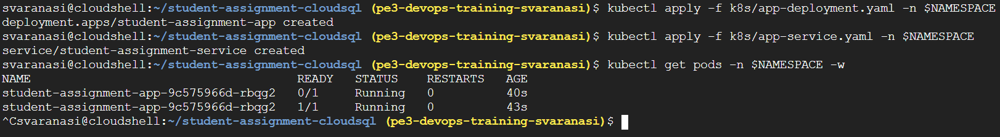 svaranasi@cloudshell:~/student-assignment-cloudsql (pe3-devops-training-svaranasi)$ kubectl apply -f k8s/app-deployment.yaml -n $NAMESPACE
deployment.apps/student-assignment-app created
svaranasi@cloudshell:~/student-assignment-cloudsql (pe3-devops-training-svaranasi)$ kubectl apply -f k8s/app-service.yaml -n $NAMESPACE
service/student-assignment-service created
svaranasi@cloudshell:~/student-assignment-cloudsql (pe3-devops-training-svaranasi)$ kubectl get pods -n $NAMESPACE -w
NAME                                     READY   STATUS    RESTARTS   AGE
student-assignment-app-9c575966d-rbqg2   0/1     Running   0          40s
student-assignment-app-9c575966d-rbqg2   1/1     Running   0          43s
^Csvaranasi@cloudshell:~/student-assignment-cloudsql (pe3-devops-training-svaranasi)$